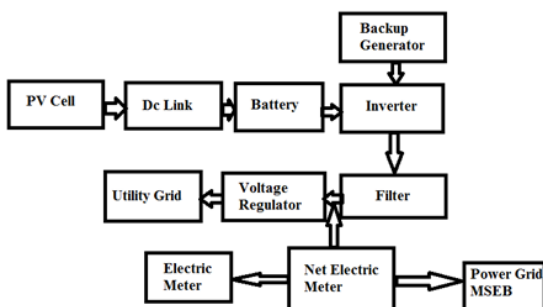 Backup
Generator
PV Cell
Dc Link
Battery
Inverter
Utility Grid
Voltage
Regulator
Filter
Electric
Meter
Net Electric
Meter
Power Grid
MSEB